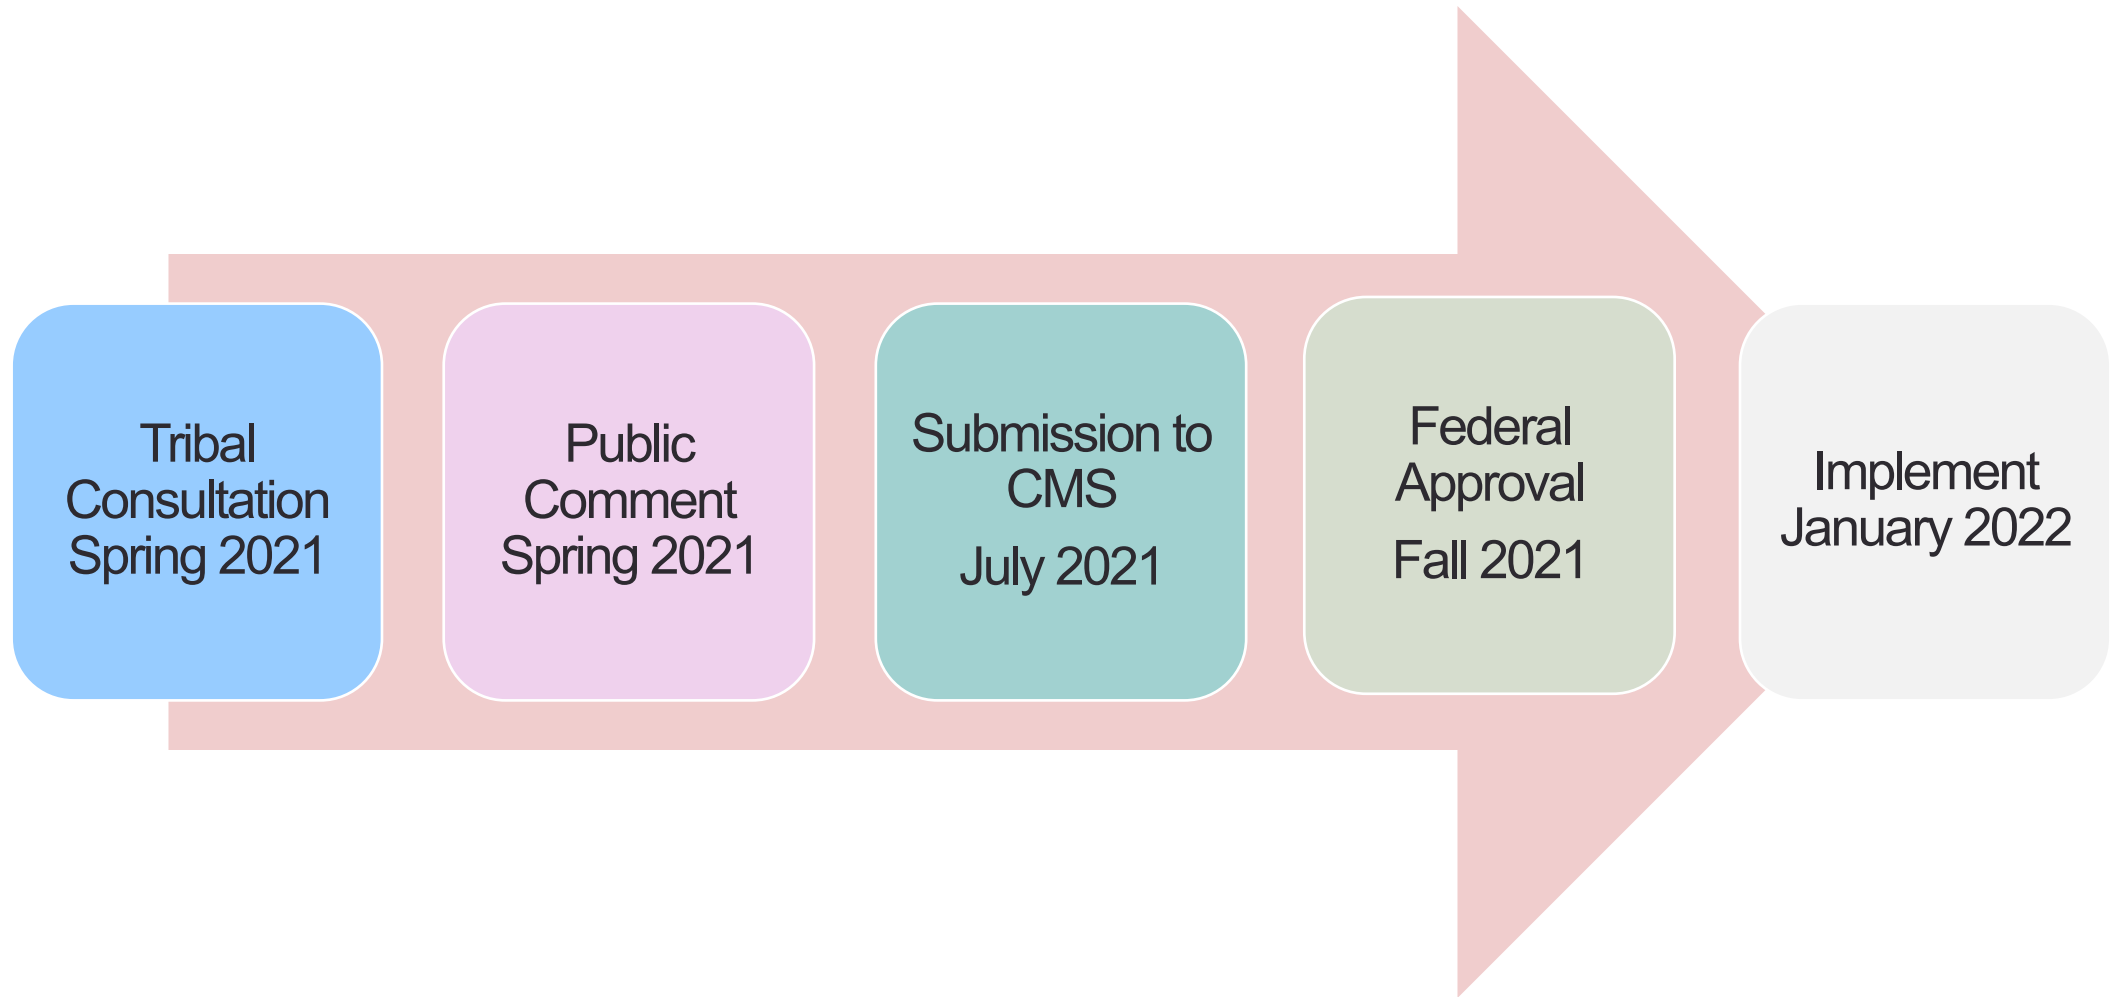 Tribal
Consultation
Spring 2021
Public
Comment
Spring 2021
Submission to
CMS
July 2021
Federal
Approval
Fall 2021
Implement
January 2022